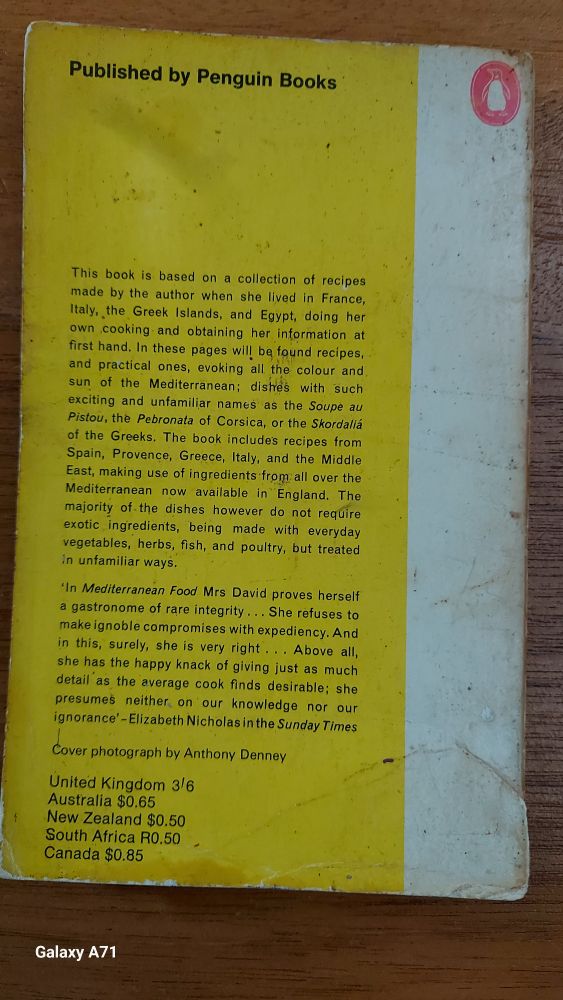 Published by Penguin Books
This book is based on a collection of recipes
made by the author when she lived in France,
Italy, the Greek Islands, and Egypt, doing her
own cooking and obtaining her information at
first hand. In these pages will be found recipes,
and practical ones, evoking all the colour and
sun of the Mediterranean; dishes with such
exciting and unfamiliar names as the Soupe au
Pistou, the Pebronata of Corsica, or the Skordaliá
of the Greeks. The book includes recipes from
Spain, Provence, Greece, Italy, and the Middle
East, making use of ingredients from all over the
Mediterranean now available in England. The
majority of the dishes however do not require
exotic ingredients, being made with everyday
vegetables, herbs, fish, and poultry, but treated
in unfamiliar ways.
'In Mediterranean Food Mrs David proves herself
a gastronome of rare integrity . . . She refuses to
make ignoble compromises with expediency. And
in this, surely, she is very right . . . Above all,
she has the happy knack of giving just as much
detail as the average cook finds desirable; she
presumes neither on our knowledge nor our
ignorance' – Elizabeth Nicholas in the Sunday Times
Cover photograph by Anthony Denney
United Kingdom 3/6
Australia $0.65
New Zealand $0.50
South Africa R0.50
Canada $0.85
Galaxy A71